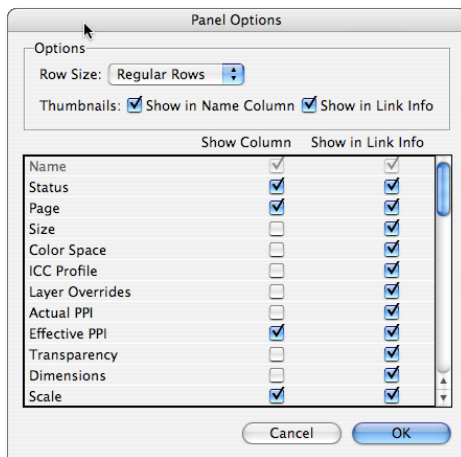 Panel Options
Options
Row Size: Regular Rows
Thumbnails: Show in Name Column Show in Link Info
Show Column Show in Link Info
Name
Status
Page
Size
Color Space
ICC Profile
Layer Overrides
Actual PPI
Effective PPI
Transparency
Dimensions
Scale
Cancel OK